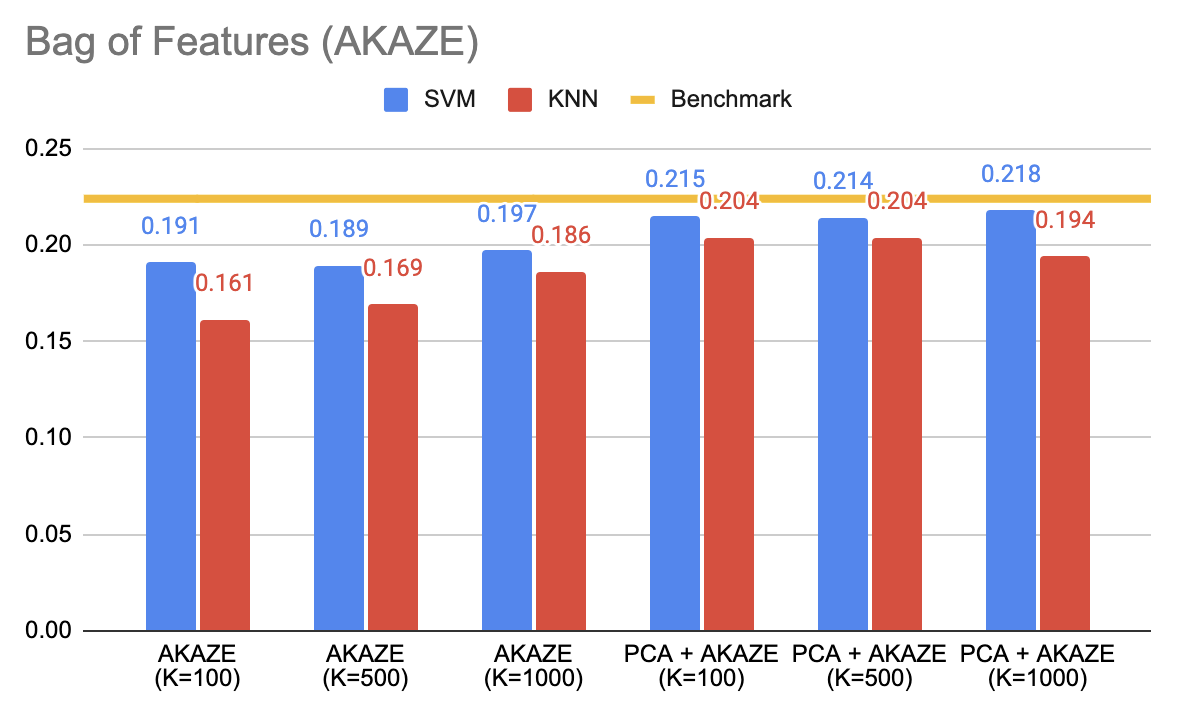 Bag of Features (AKAZE)
SVM KNN Benchmark
0.25
0.20
0.15
0.10
0.05
0.00
0.191 0.161 0.189 0.169 0.197 0.186 0.215 0.204 0.214 0.204 0.218 0.194
AKAZE AKAZE AKAZE PCA + AKAZE PCA + AKAZE PCA + AKAZE
(K=100) (K=500) (K=1000) (K=100) (K=500) (K=1000)